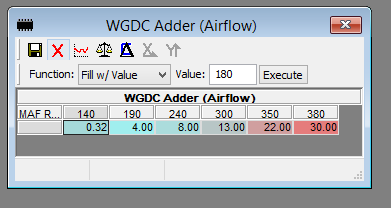 WGDC Adder (Airflow)
Function: Fill w/ Value Value: 180 Execute
WGDC Adder (Airflow)
MAF R... 140 190 240 300 350 380
0.32 4.00 8.00 13.00 22.00 30.00